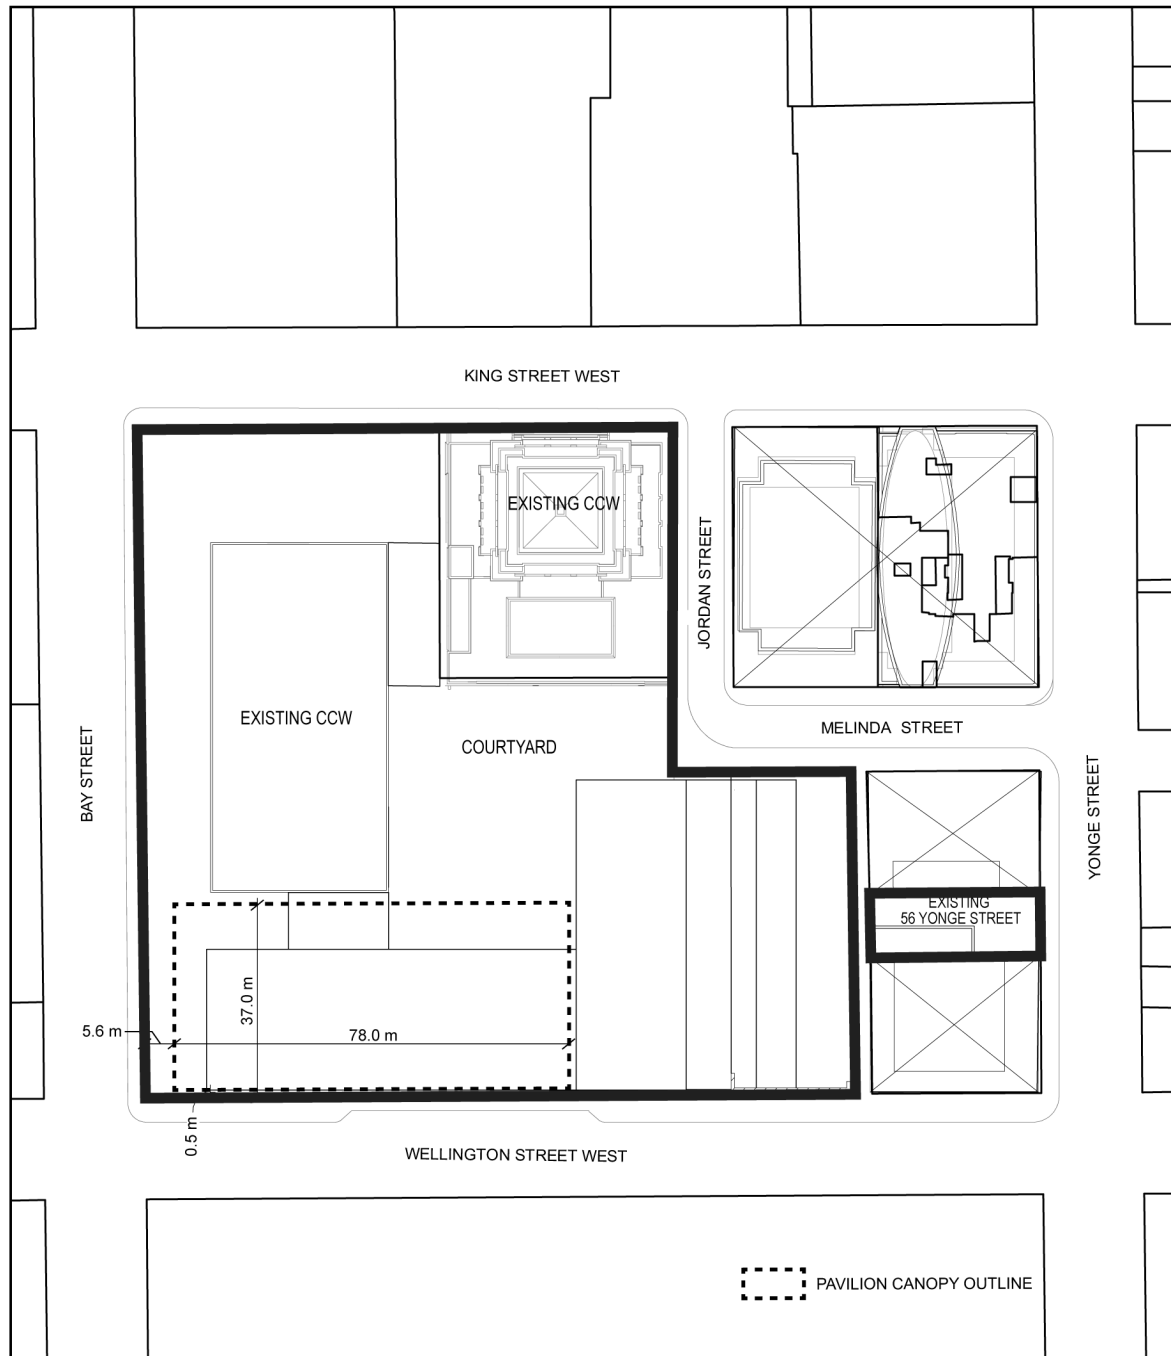 KING STREET WEST
EXISTING CCW
JORDAN STREET
EXISTING CCW
COURTYARD
MELINDA STREET
BAY STREET
YONGE STREET
EXISTING
56 YONGE STREET
37.0 m
5.6 m
78.0 m
0.5 m
WELLINGTON STREET WEST
PAVILION CANOPY OUTLINE